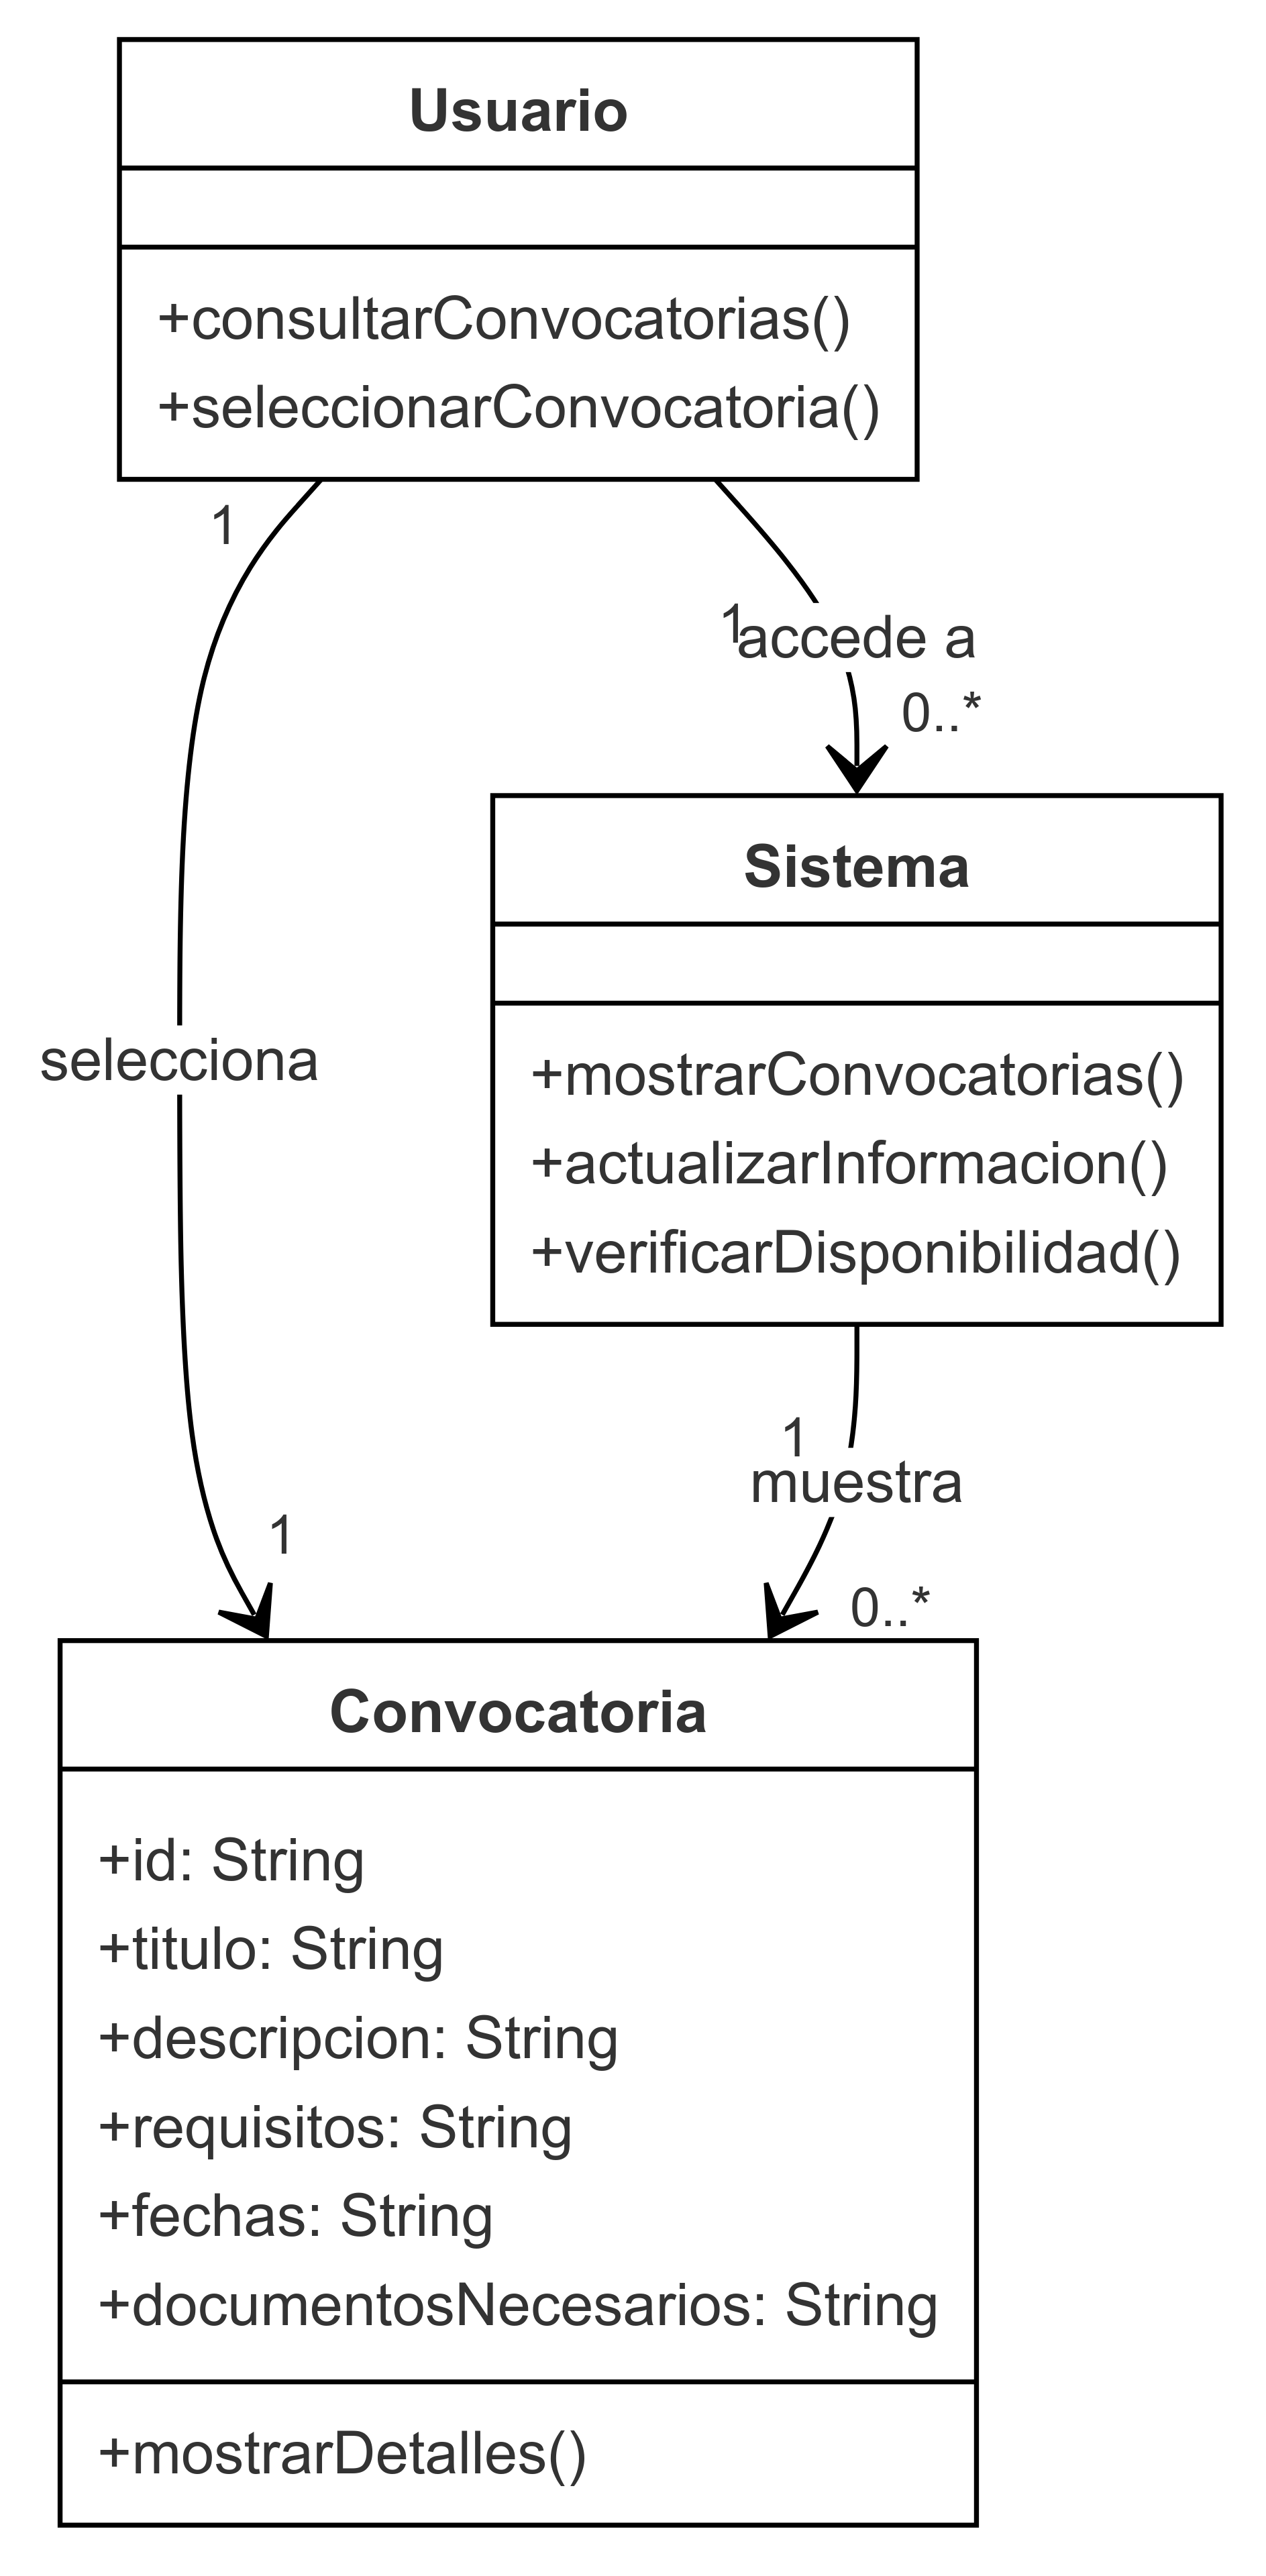 Usuario
+consultarConvocatorias()
+seleccionarConvocatoria()
1
1
accede a
0..*
Sistema
+mostrarConvocatorias()
+actualizarInformacion()
+verificarDisponibilidad()
selecciona
1
muestra
1
0..*
Convocatoria
+id: String
+titulo: String
+descripcion: String
+requisitos: String
+fechas: String
+documentosNecesarios: String
+mostrarDetalles()